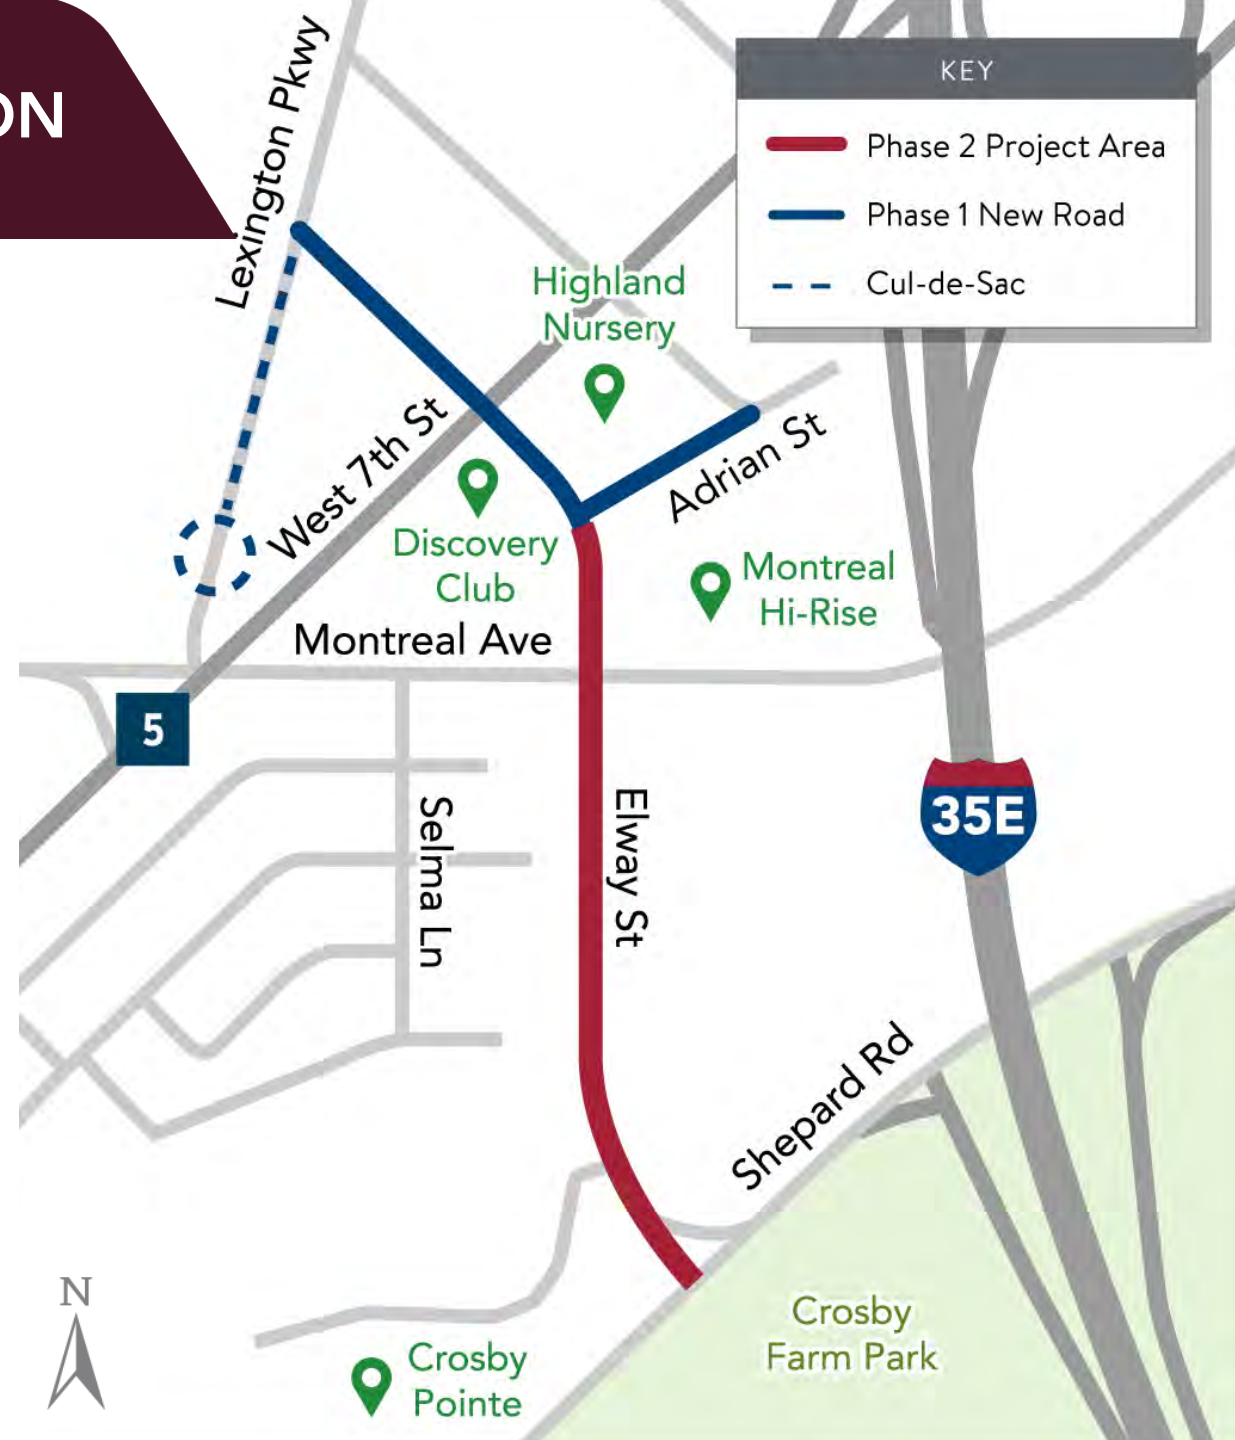 ON
KEY
Phase 2 Project Area
Phase 1 New Road
Cul-de-Sac
Lexington Pkwy
Highland
Nursery
West 7th St
Adrian St
Discovery
Club
Montreal
Hi-Rise
Montreal Ave
5
35E
Selma Ln
Elway St
Shepard Rd
N
Crosby
Farm Park
Crosby
Pointe